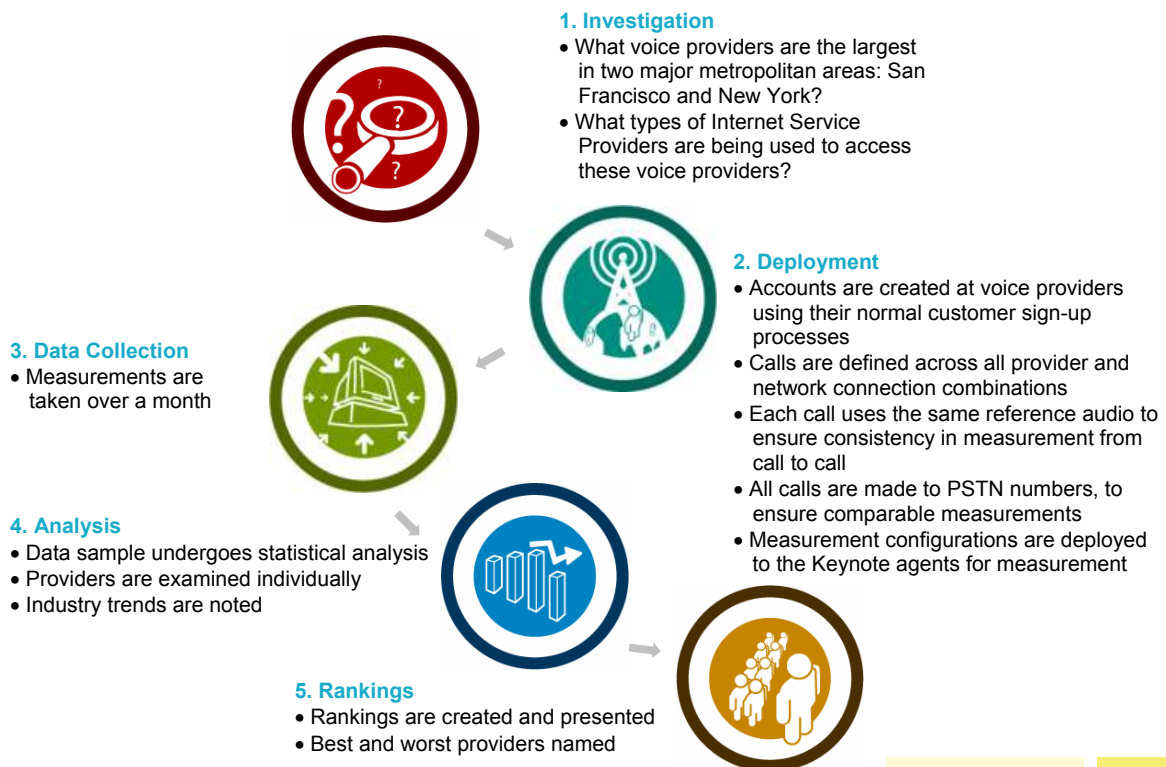 1. Investigation
• What voice providers are the largest
in two major metropolitan areas: San
Francisco and New York?
• What types of Internet Service
Providers are being used to access
these voice providers?
? ? ? ?
2. Deployment
• Accounts are created at voice providers
using their normal customer sign-up
processes
• Calls are defined across all provider and
network connection combinations
• Each call uses the same reference audio to
ensure consistency in measurement from
call to call
• All calls are made to PSTN numbers, to
ensure comparable measurements
• Measurement configurations are deployed
to the Keynote agents for measurement
3. Data Collection
• Measurements are
taken over a month
4. Analysis
• Data sample undergoes statistical analysis
• Providers are examined individually
• Industry trends are noted
5. Rankings
• Rankings are created and presented
• Best and worst providers named